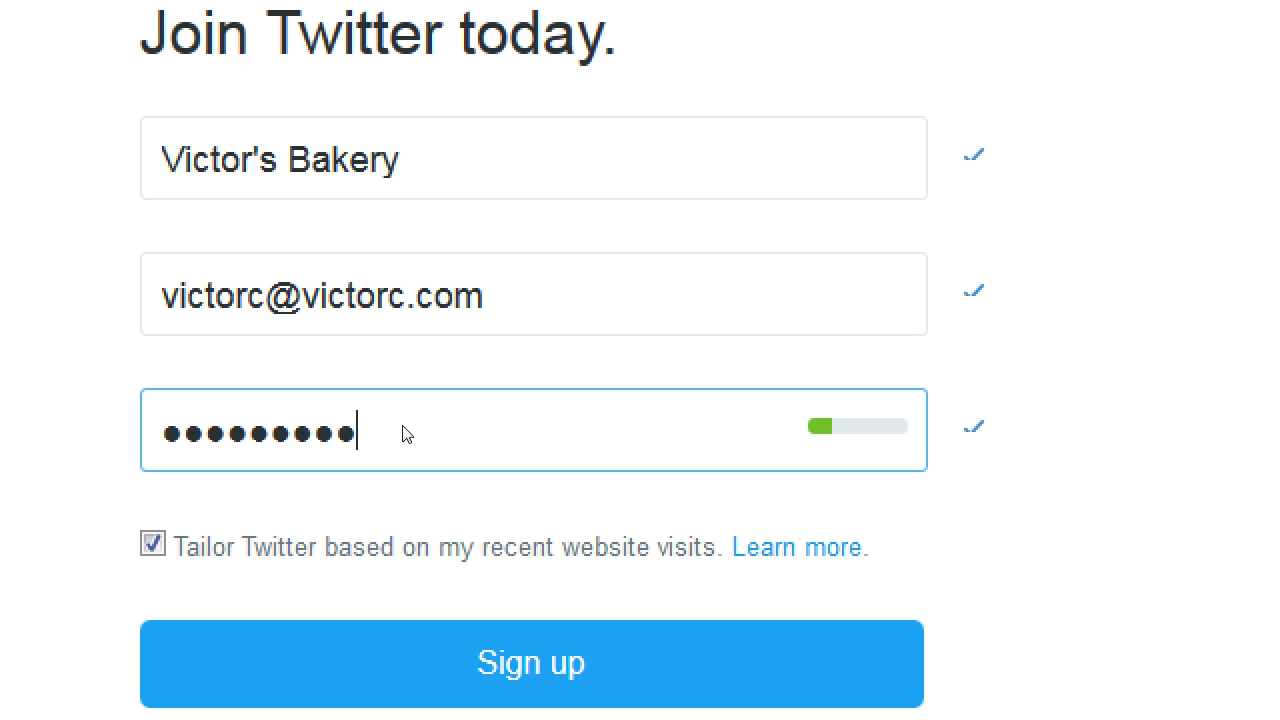 Join Twitter today.
Victor's Bakery
victorc@victorc.com
●●●●●●●●●
Tailor Twitter based on my recent website visits. Learn more.
Sign up